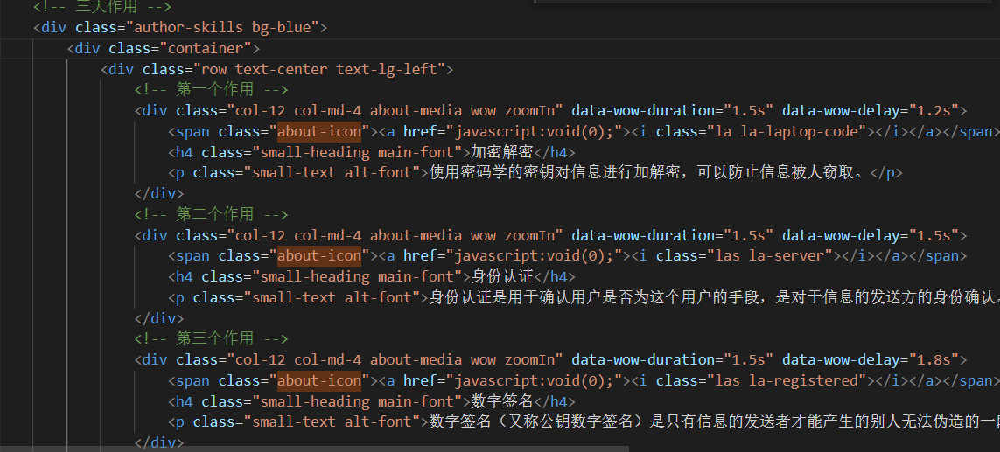 <!-- 三大作用 -->
<div class="author-skills bg-blue">
<div class="container">
<div class="row text-center text-lg-left">
<!-- 第一个作用 -->
<div class="col-12 col-md-4 about-media wow zoomIn" data-wow-duration="1.5s" data-wow-delay="1.2s">
<span class="about-icon"><a href="javascript:void(0);"><i class="la la-laptop-code"></i></a></span>
<h4 class="small-heading main-font">加密解密</h4>
<p class="small-text alt-font">使用密码学的密钥对信息进行加解密，可以防止信息被人窃取。</p>
</div>
<!-- 第二个作用 -->
<div class="col-12 col-md-4 about-media wow zoomIn" data-wow-duration="1.5s" data-wow-delay="1.5s">
<span class="about-icon"><a href="javascript:void(0);"><i class="las la-server"></i></a></span>
<h4 class="small-heading main-font">身份认证</h4>
<p class="small-text alt-font">身份认证是用于确认用户是否为这个用户的手段，是对于信息的发送方的身份确认。
</div>
<!-- 第三个作用 -->
<div class="col-12 col-md-4 about-media wow zoomIn" data-wow-duration="1.5s" data-wow-delay="1.8s">
<span class="about-icon"><a href="javascript:void(0);"><i class="las la-registered"></i></a></span>
<h4 class="small-heading main-font">数字签名</h4>
<p class="small-text alt-font">数字签名（又称公钥数字签名）是只有信息的发送者才能产生的别人无法伪造的一段
</div>